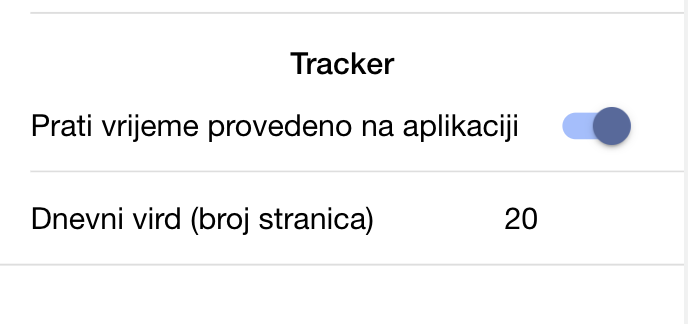 Tracker
Prati vrijeme provedeno na aplikaciji
Dnevni vird (broj stranica) 20